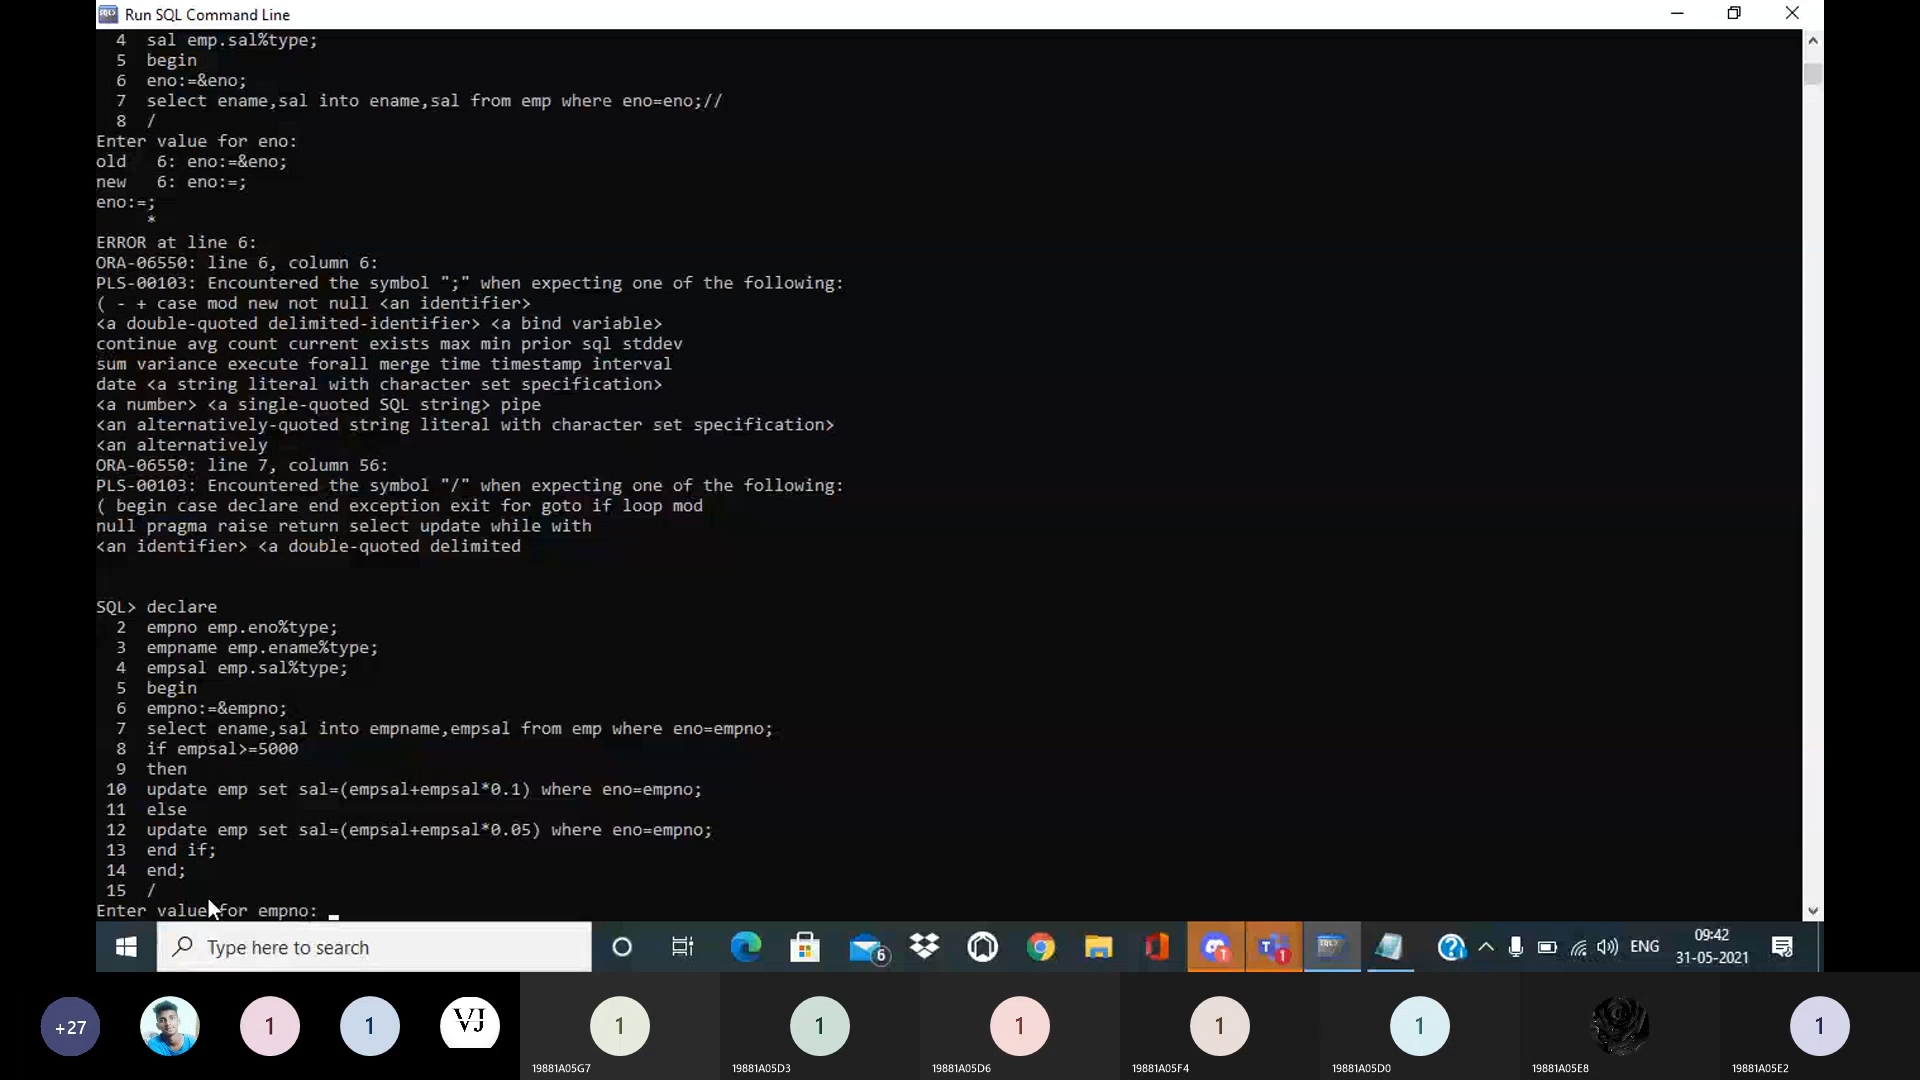 Run SQL Command Line
4 sal emp.sal%type;
5 begin
6 eno:=&eno;
7 select ename,sal into ename,sal from emp where eno=eno;//
8 /
Enter value for eno:
old 6: eno:=&eno;
new 6: eno:=;
eno:=;
*
ERROR at line 6:
ORA-06550: line 6, column 6:
PLS-00103: Encountered the symbol ";" when expecting one of the following:
( - + case mod new not null <an identifier>
<a double-quoted delimited-identifier> <a bind variable>
continue avg count current exists max min prior sql stddev
sum variance execute forall merge time timestamp interval
date <a string literal with character set specification>
<a number> <a single-quoted SQL string> pipe
<an alternatively-quoted string literal with character set specification>
<an alternatively
ORA-06550: line 7, column 56:
PLS-00103: Encountered the symbol "/" when expecting one of the following:
( begin case declare end exception exit for goto if loop mod
null pragma raise return select update while with
<an identifier> <a double-quoted delimited
SQL> declare
2 empno emp.eno%type;
3 empname emp.ename%type;
4 empsal emp.sal%type;
5 begin
6 empno:=&empno;
7 select ename,sal into empname,empsal from emp where eno=empno;
8 if empsal>=5000
9 then
10 update emp set sal=(empsal+empsal*0.1) where eno=empno;
11 else
12 update emp set sal=(empsal+empsal*0.05) where eno=empno;
13 end if;
14 end;
15 /
Enter value for empno:
Type here to search
6
1
1
ENG
09:42
31-05-2021
+27
1
1
VJ
1
1
1
1
1
1
19881A05G7
19881A05D3
19881A05D6
19881A05F4
19881A05D0
19881A05E8
19881A05E2